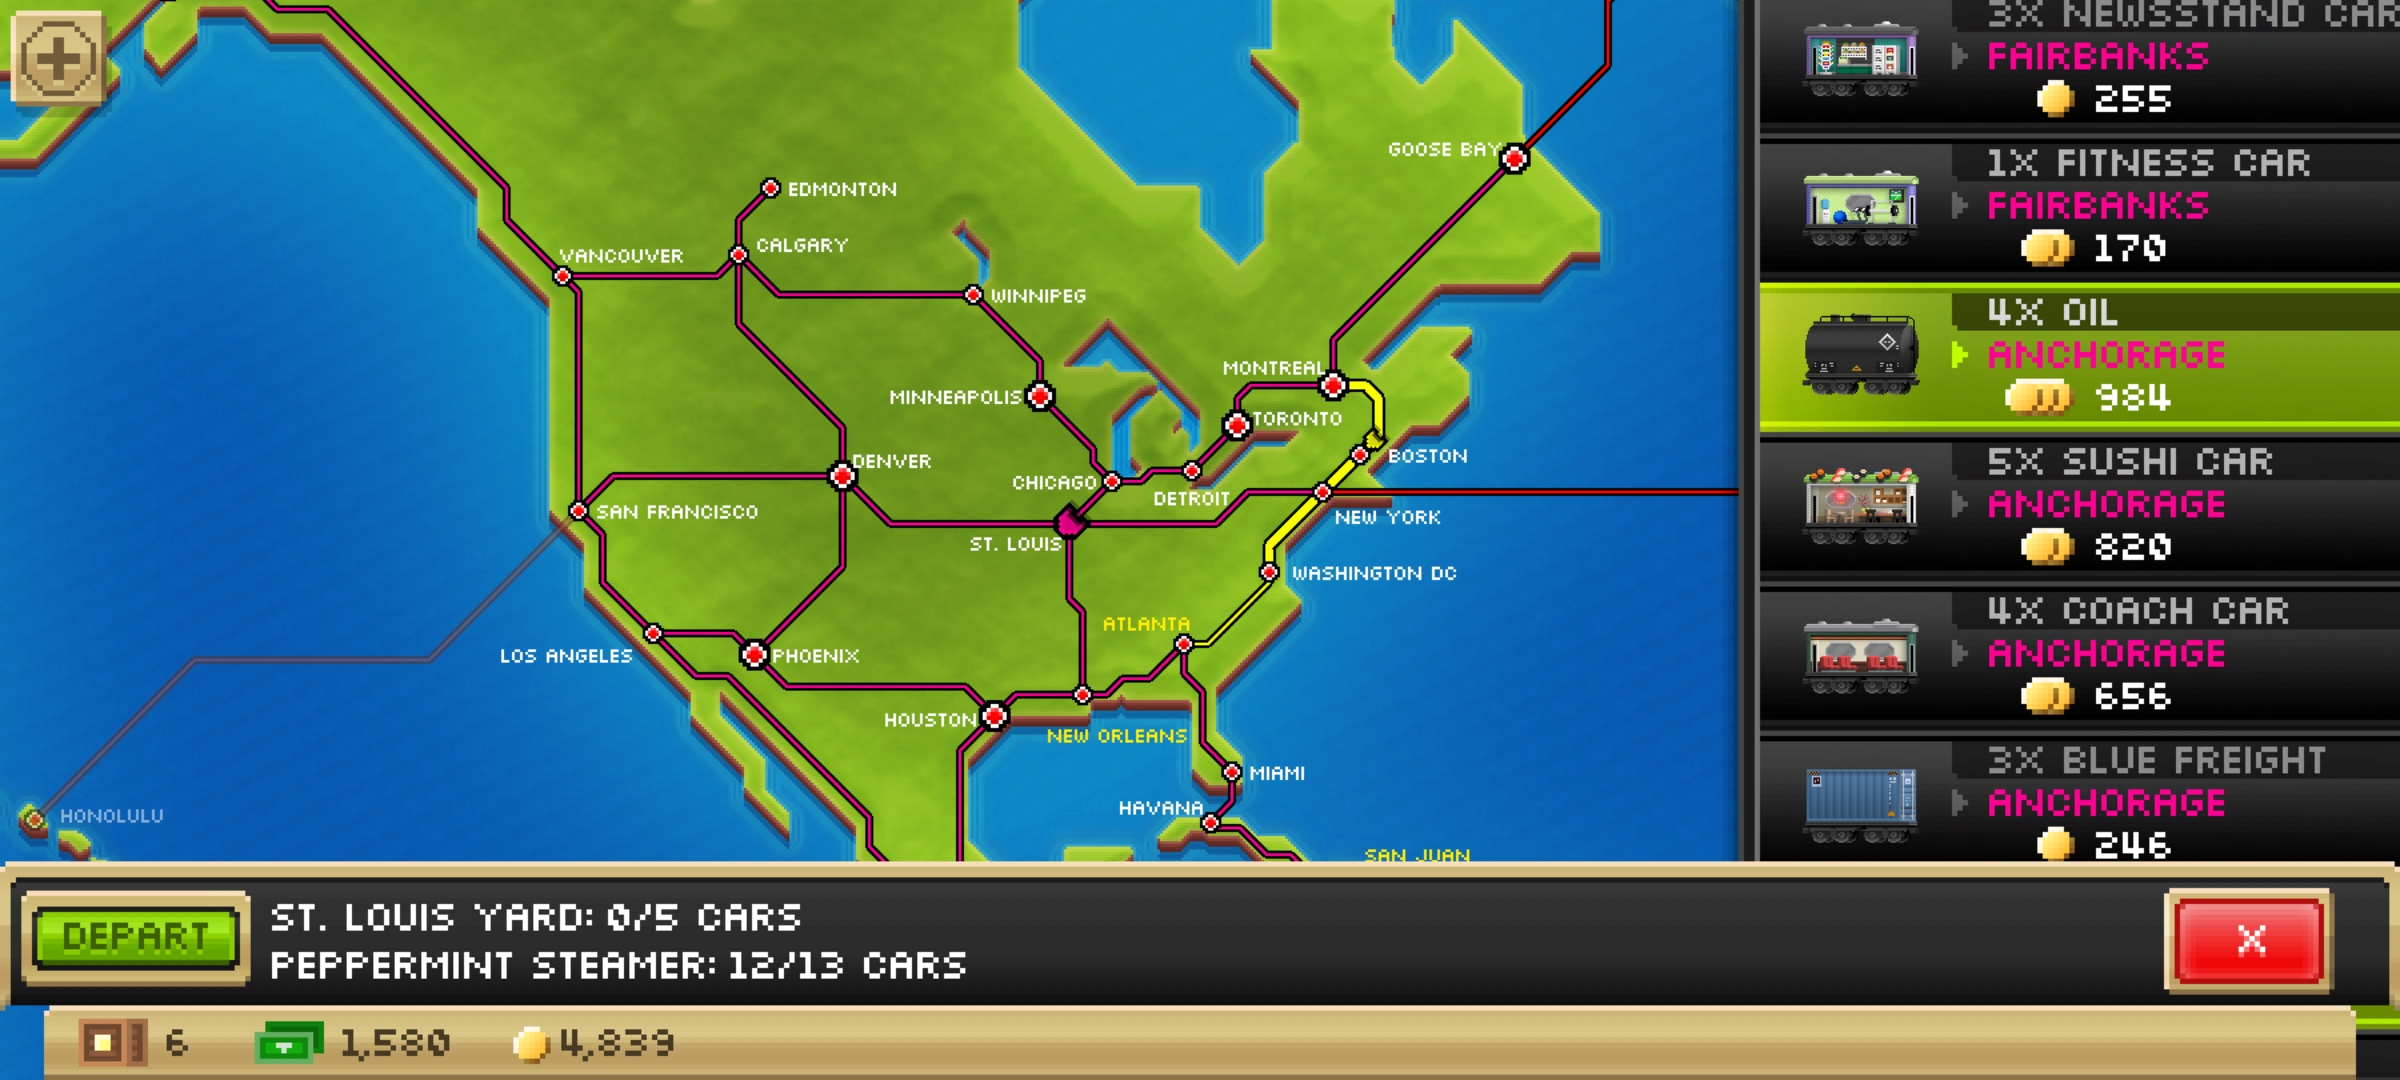 EDMONTON
CALGARY
VANCOUVER
WINNIPEG
GOOSE BAY
MINNEAPOLIS
MONTREAL
TORONTO
DENVER
CHICAGO
DETROIT
BOSTON
SAN FRANCISCO
NEW YORK
ST. LOUIS
WASHINGTON DC
ATLANTA
LOS ANGELES
PHOENIX
HOUSTON
NEW ORLEANS
MIAMI
HAVANA
HONOLULU
SAN JUAN
3X NEWSSTAND CAR
FAIRBANKS
255
1X FITNESS CAR
FAIRBANKS
170
4X OIL
ANCHORAGE
984
5X SUSHI CAR
ANCHORAGE
820
4X COACH CAR
ANCHORAGE
656
3X BLUE FREIGHT
ANCHORAGE
246
DEPART
ST. LOUIS YARD: 0/5 CARS
PEPPERMINT STEAMER: 12/13 CARS
X
6
1,580
4,839